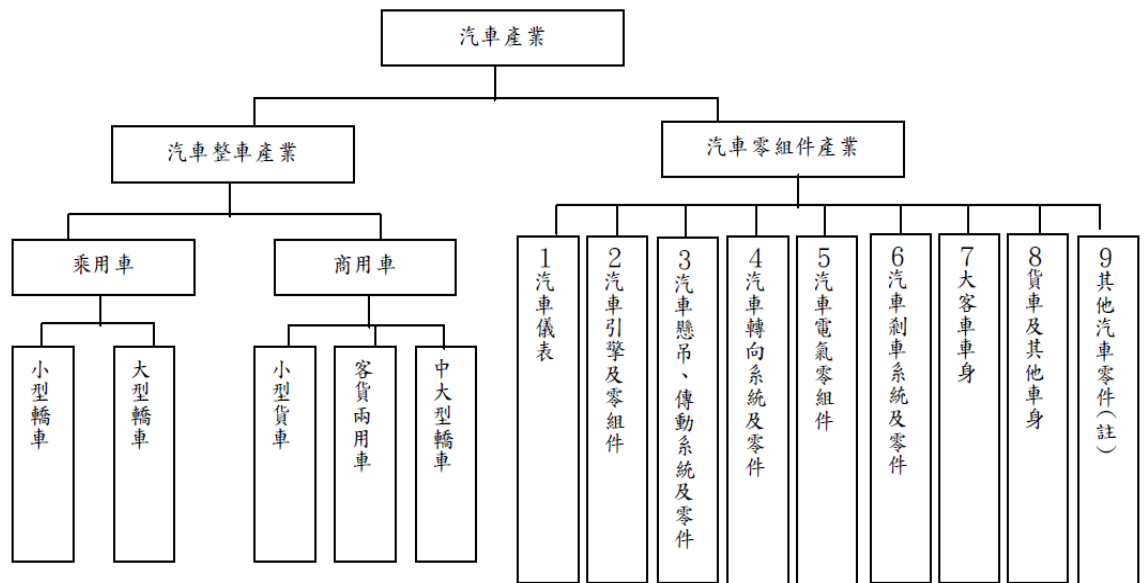 汽車產業
汽車整車產業
汽車零組件產業
乘用車
商用車
小型轎車
大型轎車
小型貨車
客貨兩用車
中大型轎車
1汽車儀表
2汽車引擎及零組件
3汽車懸吊、傳動系統及零件
4汽車轉向系統及零件
5汽車電氣零組件
6汽車剎車系統及零件
7大客車車身
8貨車及其他車身
9其他汽車零件(註)